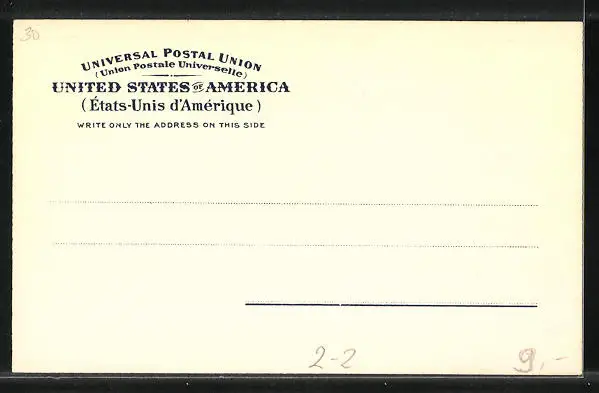 30
UNIVERSAL POSTAL UNION
(Union Postale Universelle)
UNITED STATES OF AMERICA
(États-Unis d'Amérique)
WRITE ONLY THE ADDRESS ON THIS SIDE
2-2 9,-